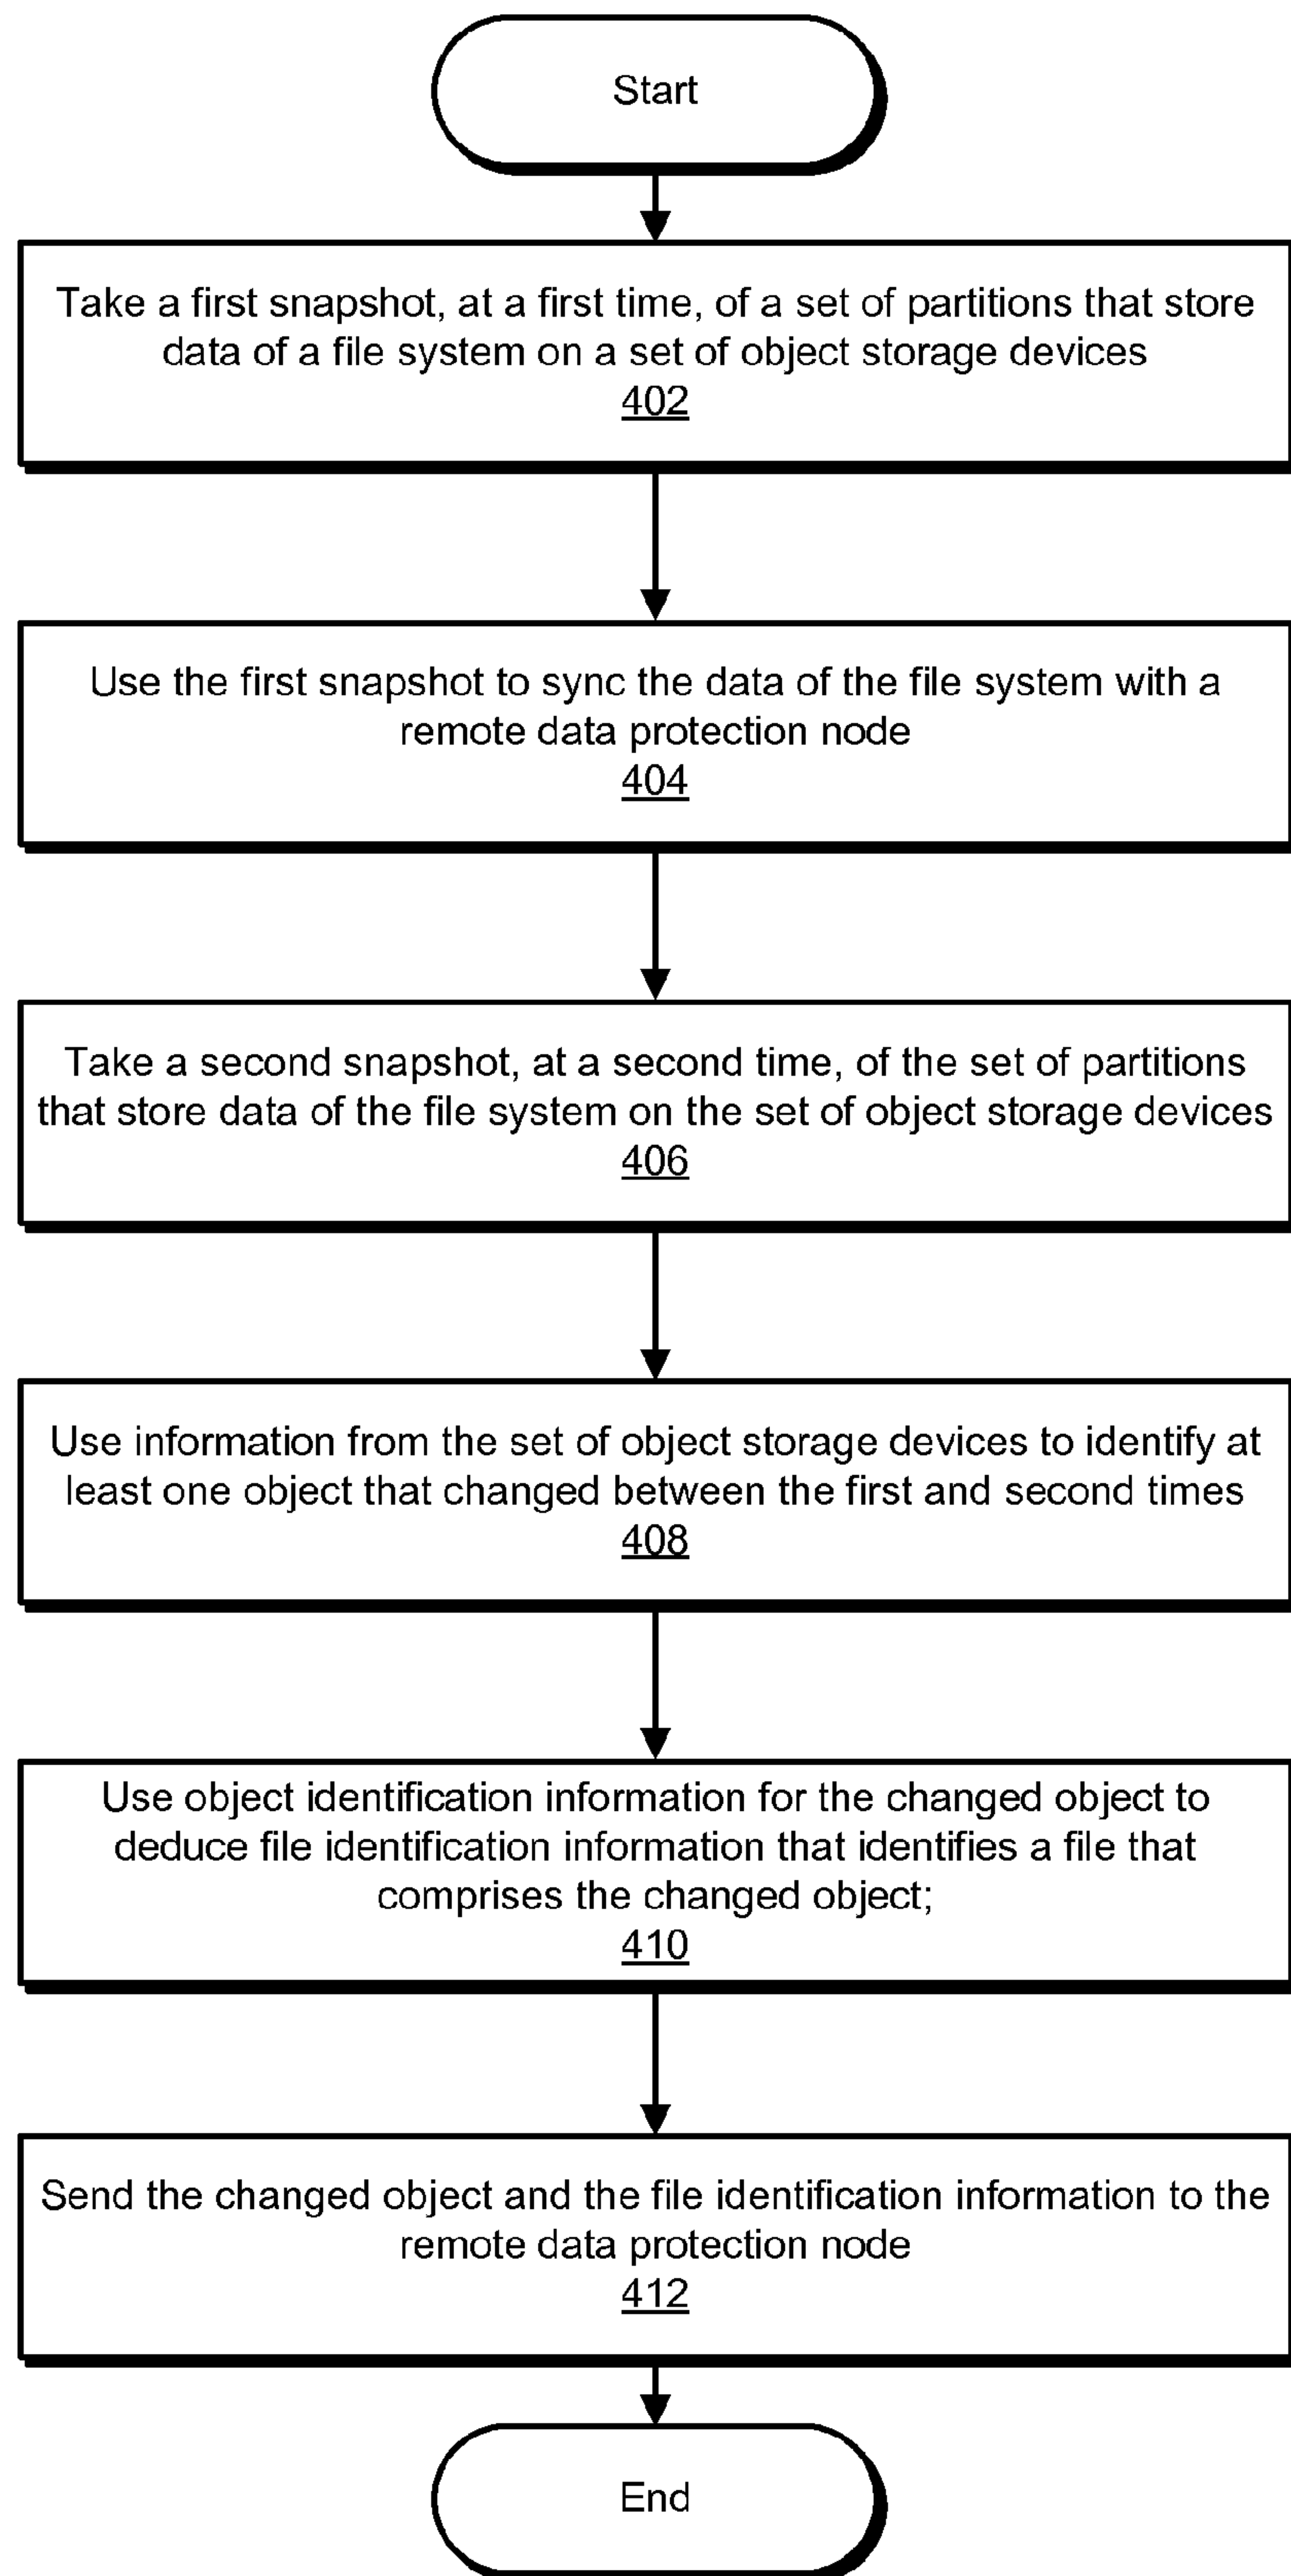 Start
Take a first snapshot, at a first time, of a set of partitions that store
data of a file system on a set of object storage devices
402
Use the first snapshot to sync the data of the file system with a
remote data protection node
404
Take a second snapshot, at a second time, of the set of partitions
that store data of the file system on the set of object storage devices
406
Use information from the set of object storage devices to identify at
least one object that changed between the first and second times
408
Use object identification information for the changed object to
deduce file identification information that identifies a file that
comprises the changed object;
410
Send the changed object and the file identification information to the
remote data protection node
412
End